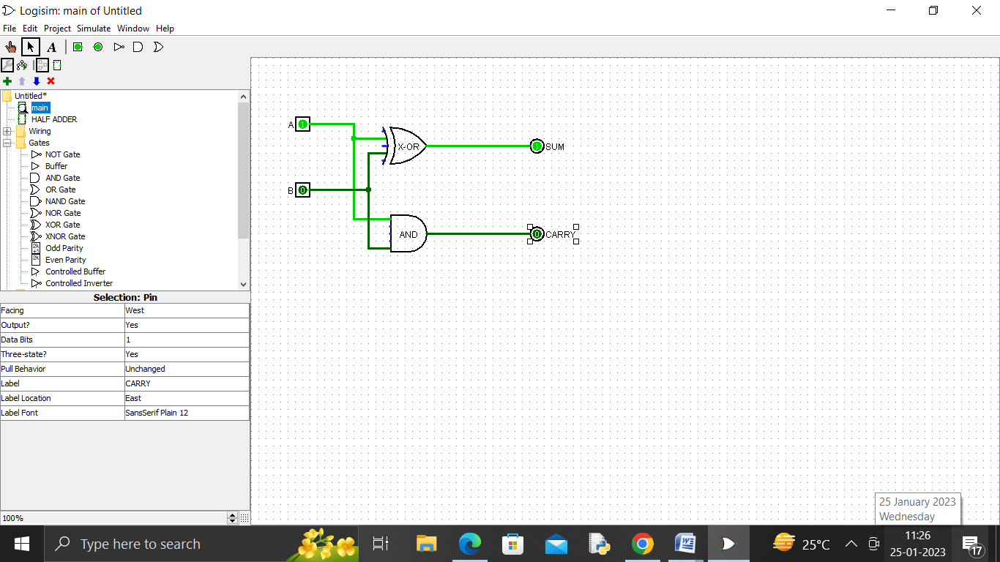 Logisim: main of Untitled
File Edit Project Simulate Window Help
A
Untitled*
main
HALF ADDER
Wiring
Gates
NOT Gate
Buffer
AND Gate
OR Gate
NAND Gate
NOR Gate
XOR Gate
XNOR Gate
2k
+1
Odd Parity
2k
Even Parity
Controlled Buffer
Controlled Inverter
Selection: Pin
Facing West
Output? Yes
Data Bits 1
Three-state? Yes
Pull Behavior Unchanged
Label CARRY
Label Location East
Label Font SansSerif Plain 12
100%
A 1
X-OR
1 SUM
B 0
AND
0 CARRY
25 January 2023
Wednesday
Type here to search
25°C
11:26
25-01-2023
17